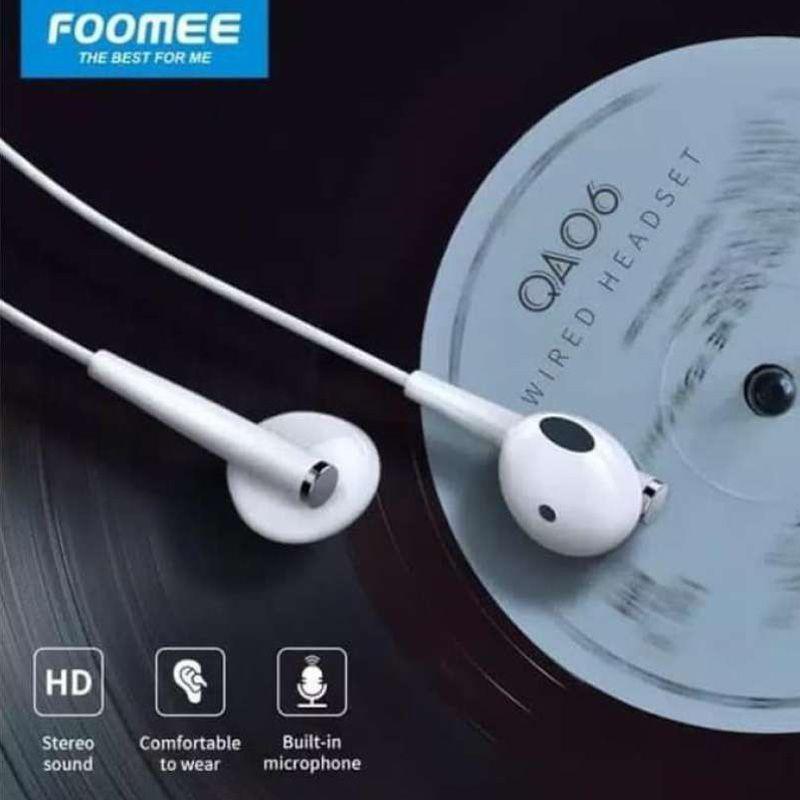 FOOMEE
THE BEST FOR ME
QA06
WIRED HEADSET
HD
Stereo
sound
Comfortable
to wear
Built-in
microphone